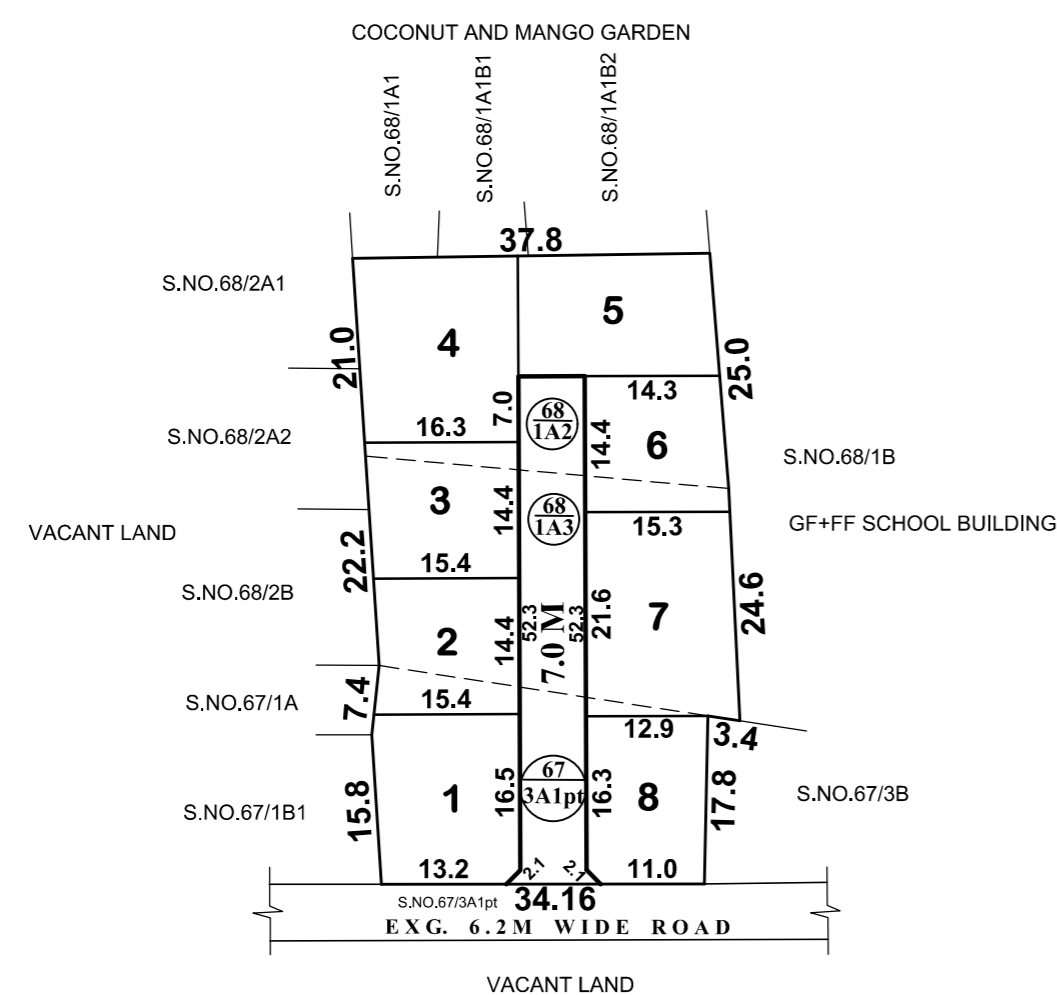 COCONUT AND MANGO GARDEN
S.NO.68/1A1
S.NO.68/1A1B1
S.NO.68/1A1B2
37.8
S.NO.68/2A1
5
4
21.0
25.0
14.3
7.0
68
1A2
16.3
S.NO.68/2A2
14.4
6
S.NO.68/1B
3
14.4
68
1A3
15.3
GF+FF SCHOOL BUILDING
VACANT LAND
22.2
15.4
S.NO.68/2B
2
14.4
52.3
7.0 M
52.3
21.6
7
24.6
7.4
S.NO.67/1A
15.4
12.9
3.4
67
3A1pt
15.8
1
16.5
16.3
8
17.8
S.NO.67/3B
S.NO.67/1B1
13.2
2.1
2.1
11.0
S.NO.67/3A1pt
34.16
EXG. 6.2M WIDE ROAD
VACANT LAND